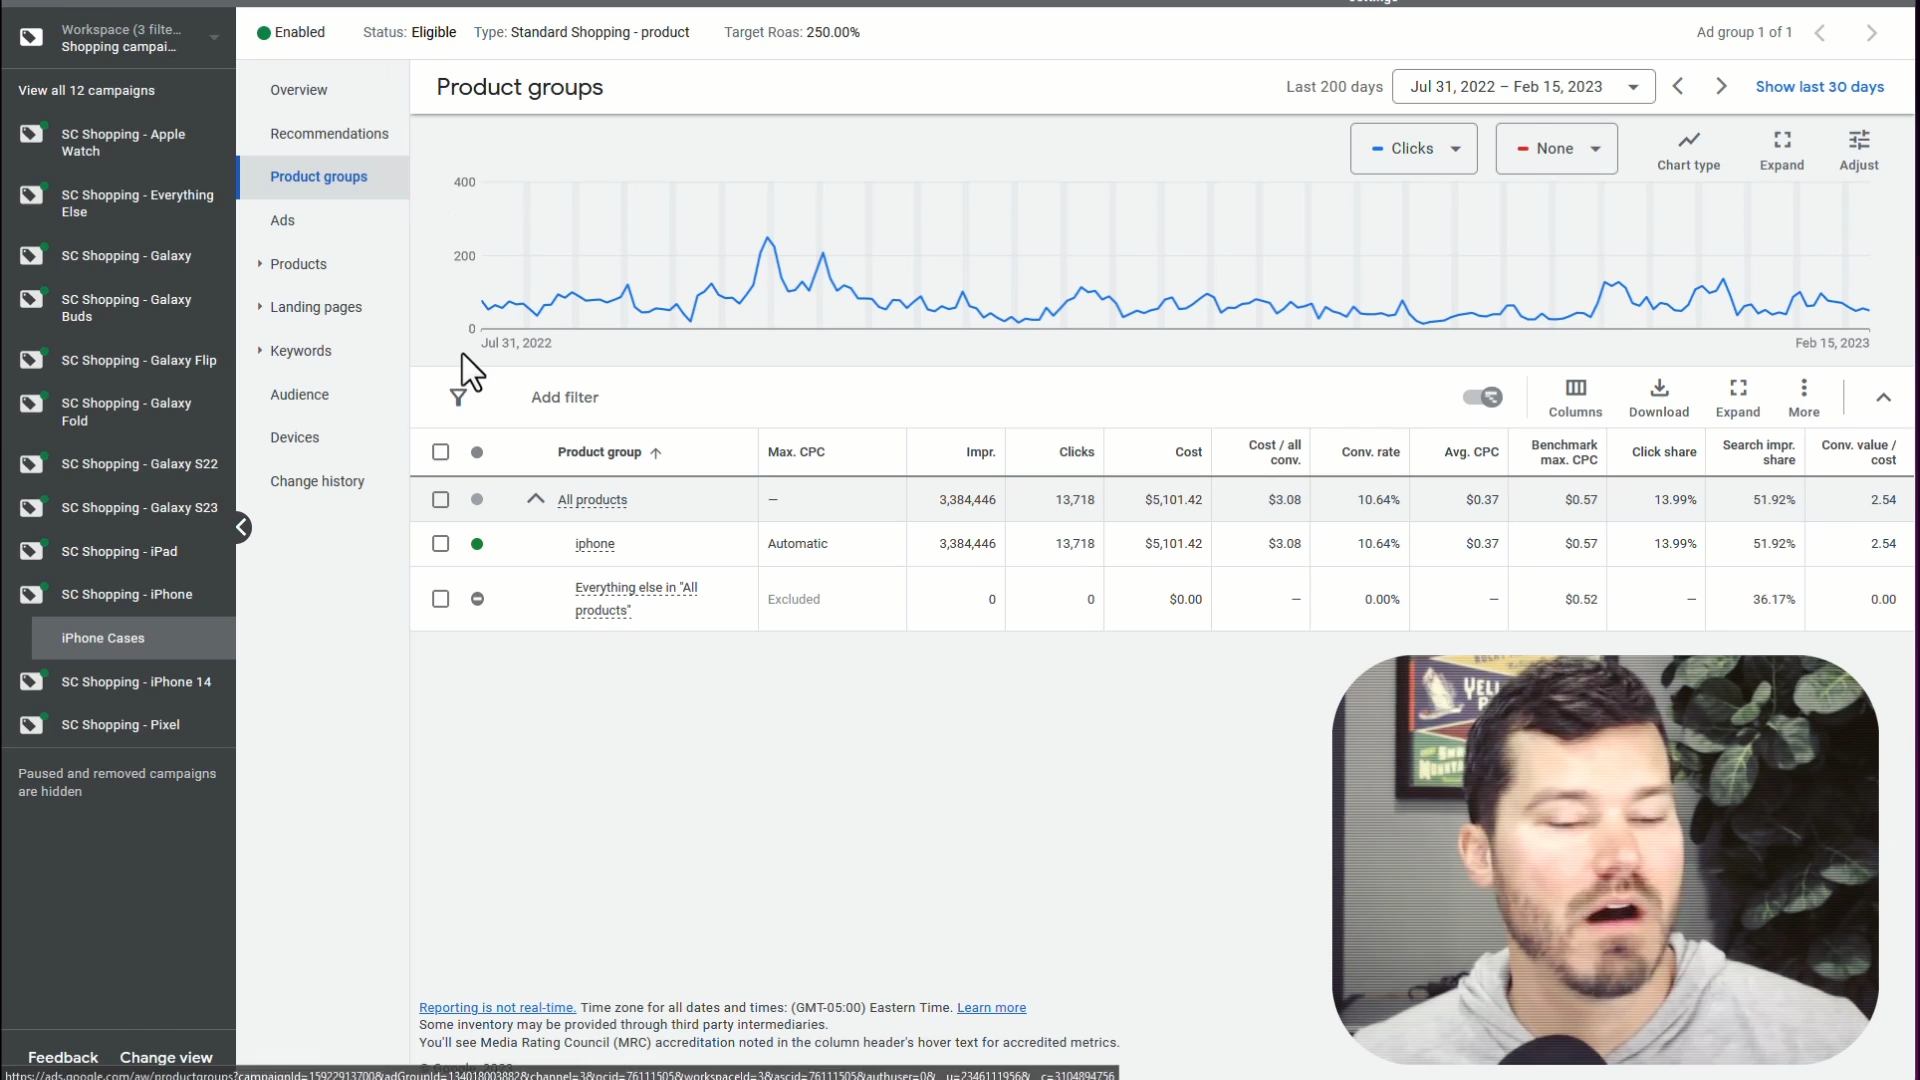 Workspace (3 filte...
Shopping campai...
Enabled
Status: Eligible
Type: Standard Shopping - product
Target Roas: 250.00%
Ad group 1 of 1
View all 12 campaigns
SC Shopping - Apple
Watch
SC Shopping - Everything
Else
SC Shopping - Galaxy
SC Shopping - Galaxy
Buds
SC Shopping - Galaxy Flip
SC Shopping - Galaxy
Fold
SC Shopping - Galaxy S22
SC Shopping - Galaxy S23
SC Shopping - iPad
SC Shopping - iPhone
iPhone Cases
SC Shopping - iPhone 14
SC Shopping - Pixel
Paused and removed campaigns
are hidden
Feedback
Change view
Overview
Recommendations
Product groups
Ads
Products
Landing pages
Keywords
Audience
Devices
Change history
Product groups
Last 200 days
Jul 31, 2022 – Feb 15, 2023
Show last 30 days
Clicks
None
Chart type
Expand
Adjust
400
200
0
Jul 31, 2022
Feb 15, 2023
Add filter
Columns
Download
Expand
More
Product group
Max. CPC
Impr.
Clicks
Cost
Cost / all
conv.
Conv. rate
Avg. CPC
Benchmark
max. CPC
Click share
Search impr.
share
Conv. value /
cost
All products — 3,384,446 13,718 $5,101.42 $3.08 10.64% $0.37 $0.57 13.99% 51.92% 2.54
iphone Automatic 3,384,446 13,718 $5,101.42 $3.08 10.64% $0.37 $0.57 13.99% 51.92% 2.54
Everything else in "All
products"
Excluded 0 0 $0.00 — 0.00% — $0.52 — 36.17% 0.00
Reporting is not real-time. Time zone for all dates and times: (GMT-05:00) Eastern Time. Learn more
Some inventory may be provided through third party intermediaries.
You'll see Media Rating Council (MRC) accreditation noted in the column header's hover text for accredited metrics.